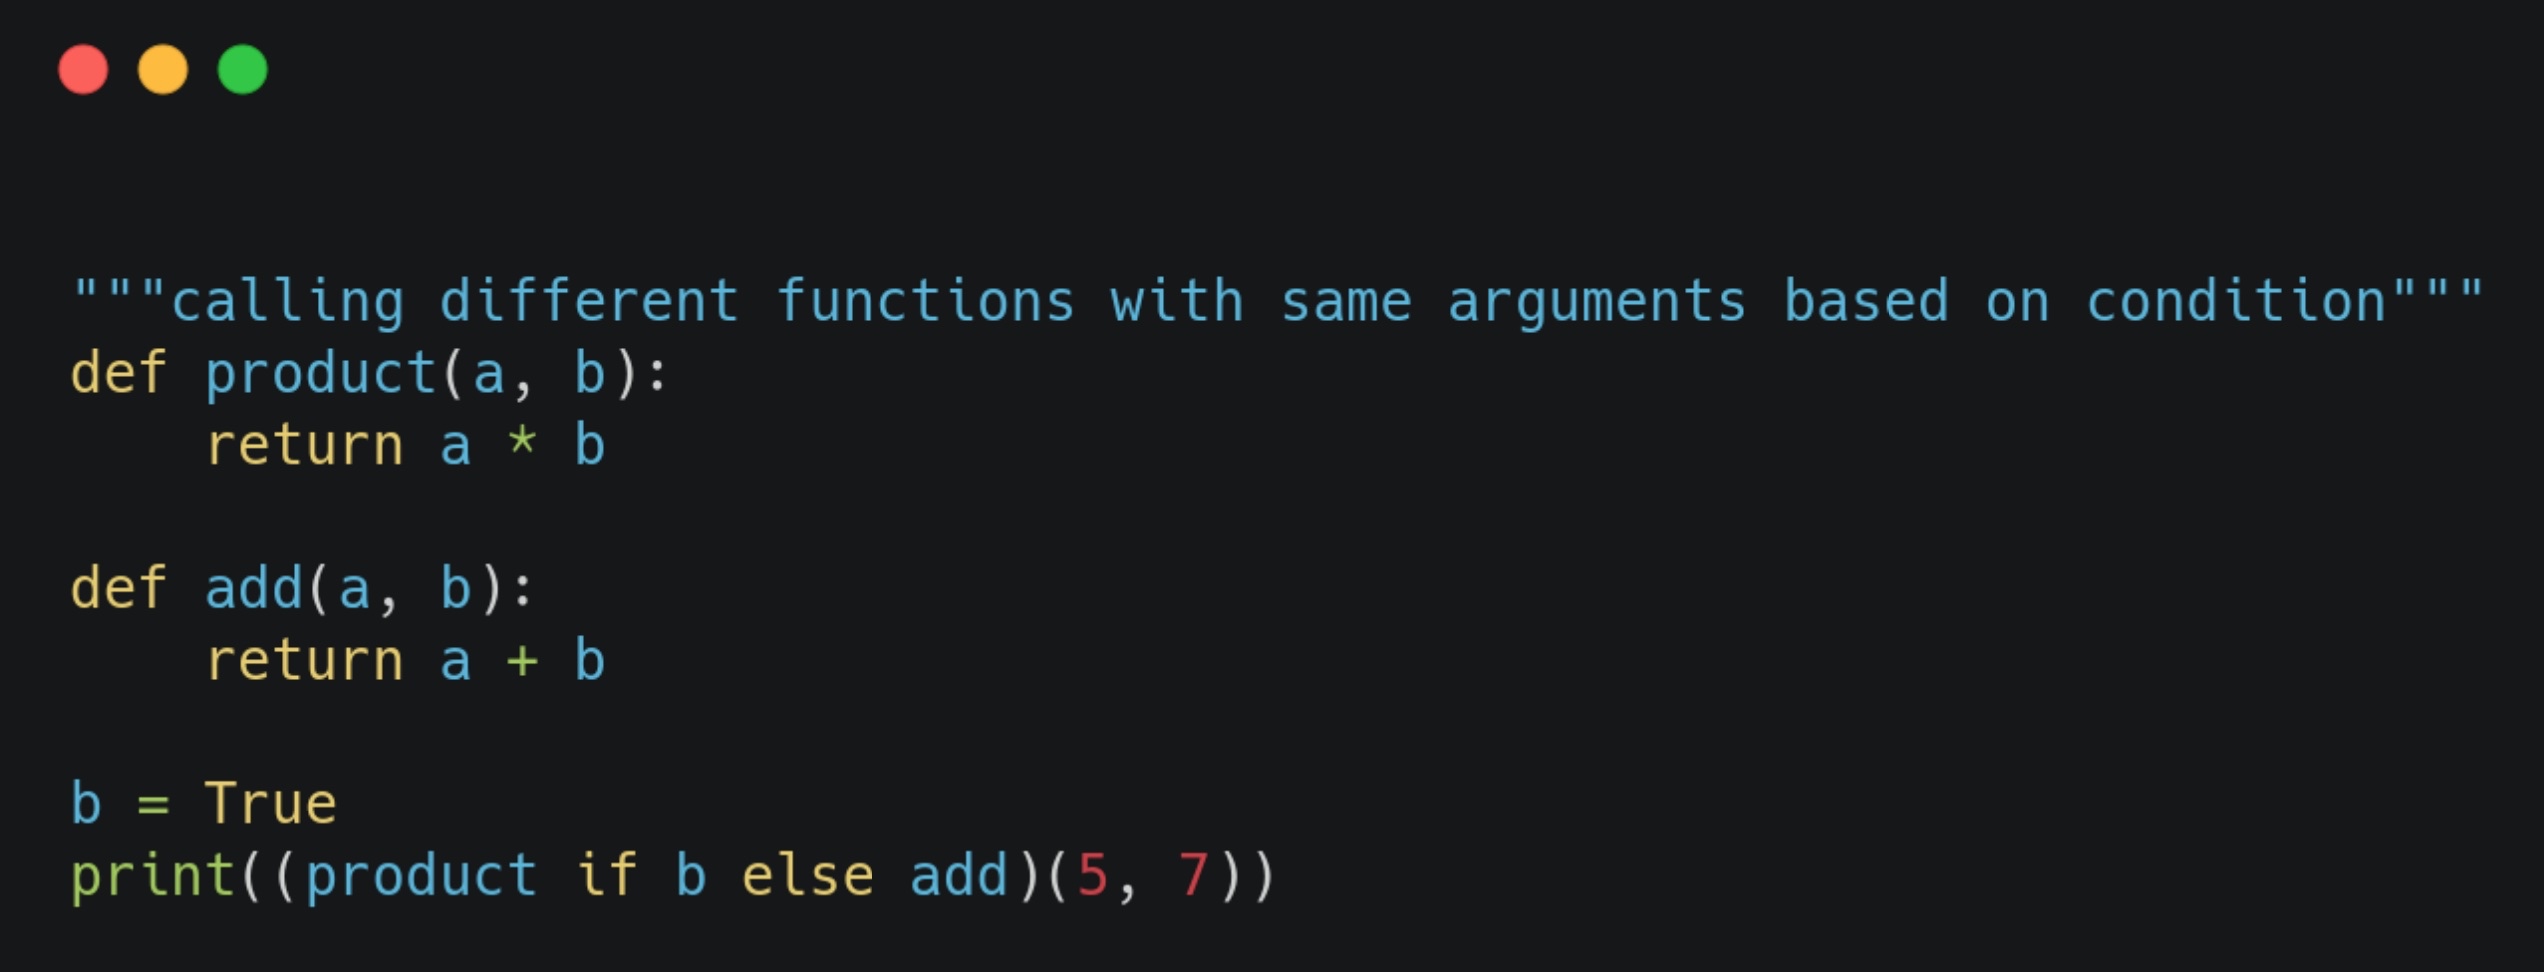 """calling different functions with same arguments based on condition"""
def product(a, b):
    return a * b

def add(a, b):
    return a + b

b = True
print((product if b else add)(5, 7))